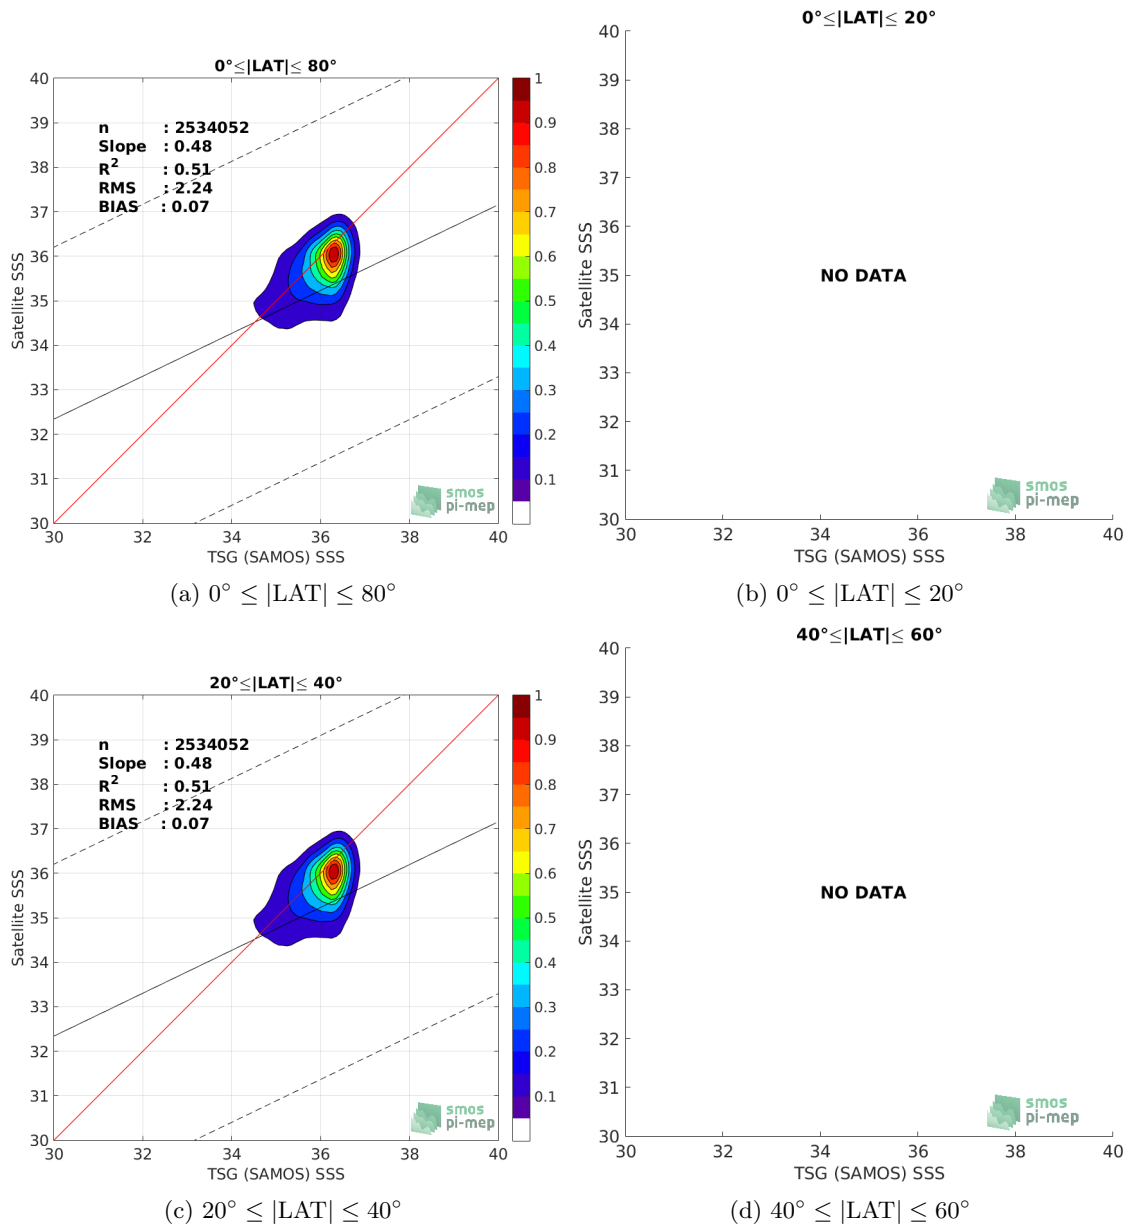 0°≤|LAT|≤ 80°
40
39
38
37
36
35
34
33
32
31
30
Satellite SSS
n : 2534052
Slope : 0.48
R2 : 0.51
RMS : 2.24
BIAS : 0.07
smos
pi-mep
30 32 34 36 38 40
TSG (SAMOS) SSS
1
0.9
0.8
0.7
0.6
0.5
0.4
0.3
0.2
0.1
(a) 0° ≤ |LAT| ≤ 80°
0°≤|LAT|≤ 20°
40
39
38
37
36
35
34
33
32
31
30
Satellite SSS
NO DATA
smos
pi-mep
30 32 34 36 38 40
TSG (SAMOS) SSS
(b) 0° ≤ |LAT| ≤ 20°
20°≤|LAT|≤ 40°
40
39
38
37
36
35
34
33
32
31
30
Satellite SSS
n : 2534052
Slope : 0.48
R2 : 0.51
RMS : 2.24
BIAS : 0.07
smos
pi-mep
30 32 34 36 38 40
TSG (SAMOS) SSS
1
0.9
0.8
0.7
0.6
0.5
0.4
0.3
0.2
0.1
(c) 20° ≤ |LAT| ≤ 40°
40°≤|LAT|≤ 60°
40
39
38
37
36
35
34
33
32
31
30
Satellite SSS
NO DATA
smos
pi-mep
30 32 34 36 38 40
TSG (SAMOS) SSS
(d) 40° ≤ |LAT| ≤ 60°